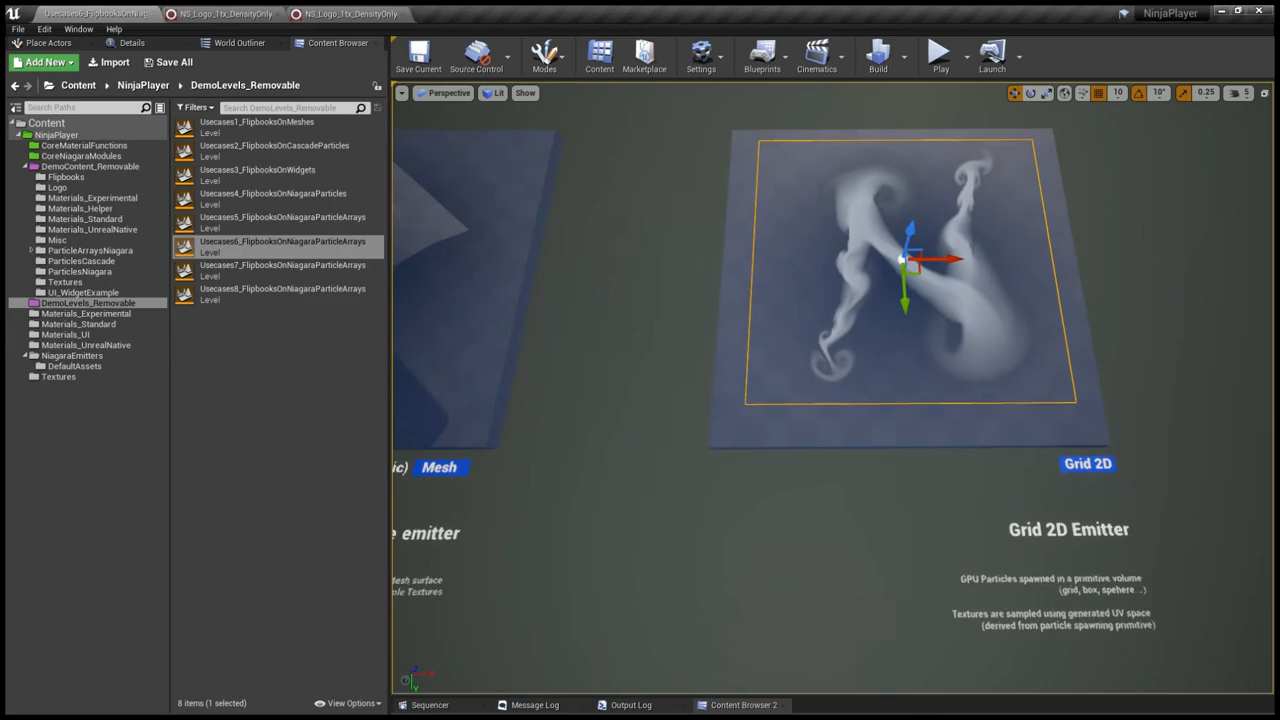 Usecases6_FlipbooksOnNiag
NS_Logo_1tx_DensityOnly
NS_Logo_1tx_DensityOnly
NinjaPlayer
File Edit Window Help
Place Actors
Details
World Outliner
Content Browser
Add New
Import
Save All
Content
NinjaPlayer
DemoLevels_Removable
Search Paths
Filters
Search DemoLevels_Removable
Content
NinjaPlayer
CoreMaterialFunctions
CoreNiagaraModules
DemoContent_Removable
Flipbooks
Logo
Materials_Experimental
Materials_Helper
Materials_Standard
Materials_UnrealNative
Misc
ParticleArraysNiagara
ParticlesCascade
ParticlesNiagara
Textures
UI_WidgetExample
DemoLevels_Removable
Materials_Experimental
Materials_Standard
Materials_UI
Materials_UnrealNative
NiagaraEmitters
DefaultAssets
Textures
Usecases1_FlipbooksOnMeshes
Level
Usecases2_FlipbooksOnCascadeParticles
Level
Usecases3_FlipbooksOnWidgets
Level
Usecases4_FlipbooksOnNiagaraParticles
Level
Usecases5_FlipbooksOnNiagaraParticleArrays
Level
Usecases6_FlipbooksOnNiagaraParticleArrays
Level
Usecases7_FlipbooksOnNiagaraParticleArrays
Level
Usecases8_FlipbooksOnNiagaraParticleArrays
Level
8 items (1 selected)
View Options
Save Current
Source Control
Modes
Content
Marketplace
Settings
Blueprints
Cinematics
Build
Play
Launch
Perspective
Lit
Show
10
10°
0.25
5
ic) Mesh
e emitter
Mesh surface
ple Textures
Grid 2D
Grid 2D Emitter
GPU Particles spawned in a primitive volume
(grid, box, spehere...)
Textures are sampled using generated UV space
(derived from particle spawning primitive)
Sequencer
Message Log
Output Log
Content Browser 2